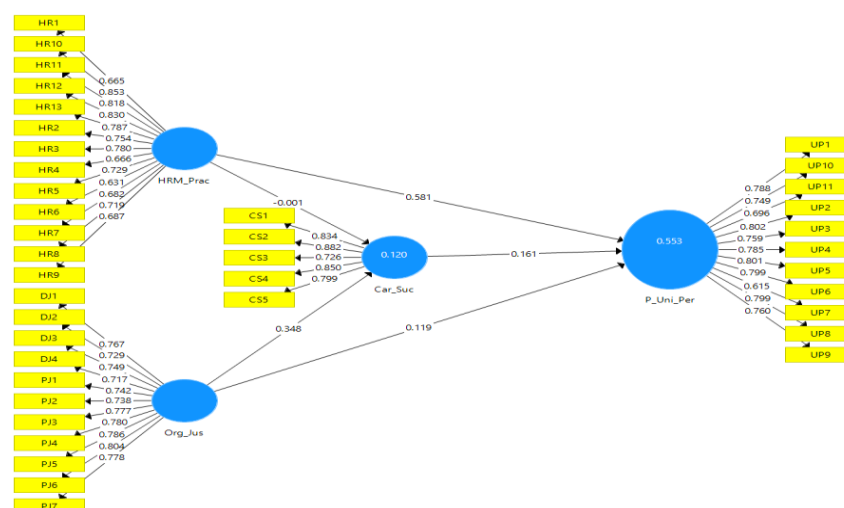 HR1
HR10
HR11
HR12
HR13
HR2
HR3
HR4
HR5
HR6
HR7
HR8
HR9
0.665
0.853
0.818
0.830
0.787
0.754
0.780
0.666
0.729
0.631
0.682
0.719
0.687
HRM_Prac
DJ1
DJ2
DJ3
DJ4
PJ1
PJ2
PJ3
PJ4
PJ5
PJ6
PJ7
0.767
0.729
0.749
0.717
0.742
0.738
0.777
0.780
0.786
0.804
0.778
Org_Jus
-0.001
0.581
0.348
0.119
CS1
CS2
CS3
CS4
CS5
0.834
0.882
0.726
0.850
0.799
0.120
Car_Suc
0.161
0.553
P_Uni_Per
0.788
0.749
0.696
0.802
0.759
0.785
0.801
0.799
0.615
0.799
0.760
UP1
UP10
UP11
UP2
UP3
UP4
UP5
UP6
UP7
UP8
UP9